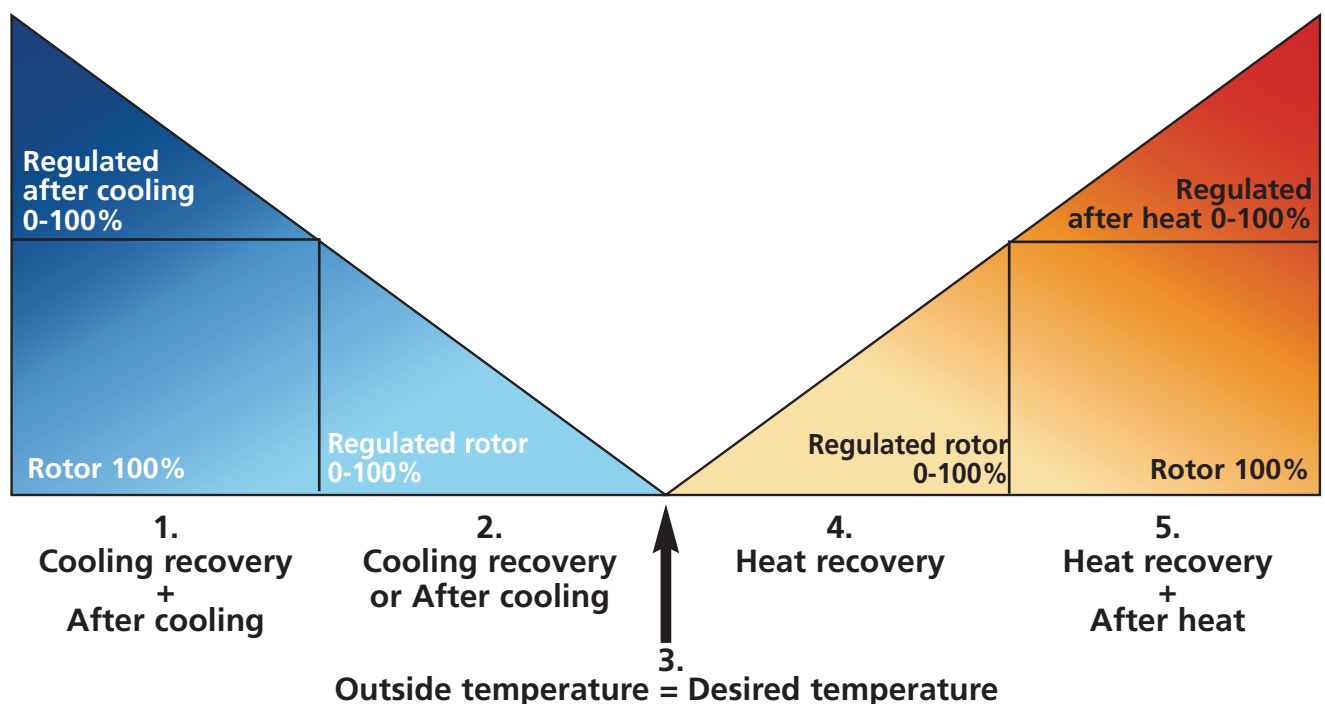 Regulated
after cooling
0-100%
Regulated
after heat 0-100%
Rotor 100%
Regulated rotor
0-100%
Regulated rotor
0-100%
Rotor 100%
1.
Cooling recovery
+
After cooling
2.
Cooling recovery
or After cooling
3.
Outside temperature = Desired temperature
4.
Heat recovery
5.
Heat recovery
+
After heat